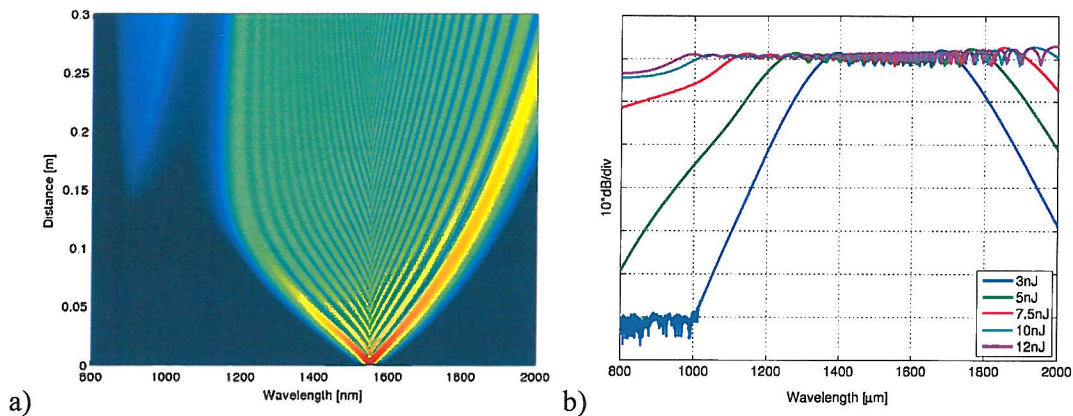 0.3
0.25
0.2
0.15
0.1
0.05
0
Distance [m]
800 1000 1200 1400 1600 1800 2000
Wavelength [nm]
a)
10*dB/div
3nJ
5nJ
7.5nJ
10nJ
12nJ
800 1000 1200 1400 1600 1800 2000
Wavelength [µm]
b)